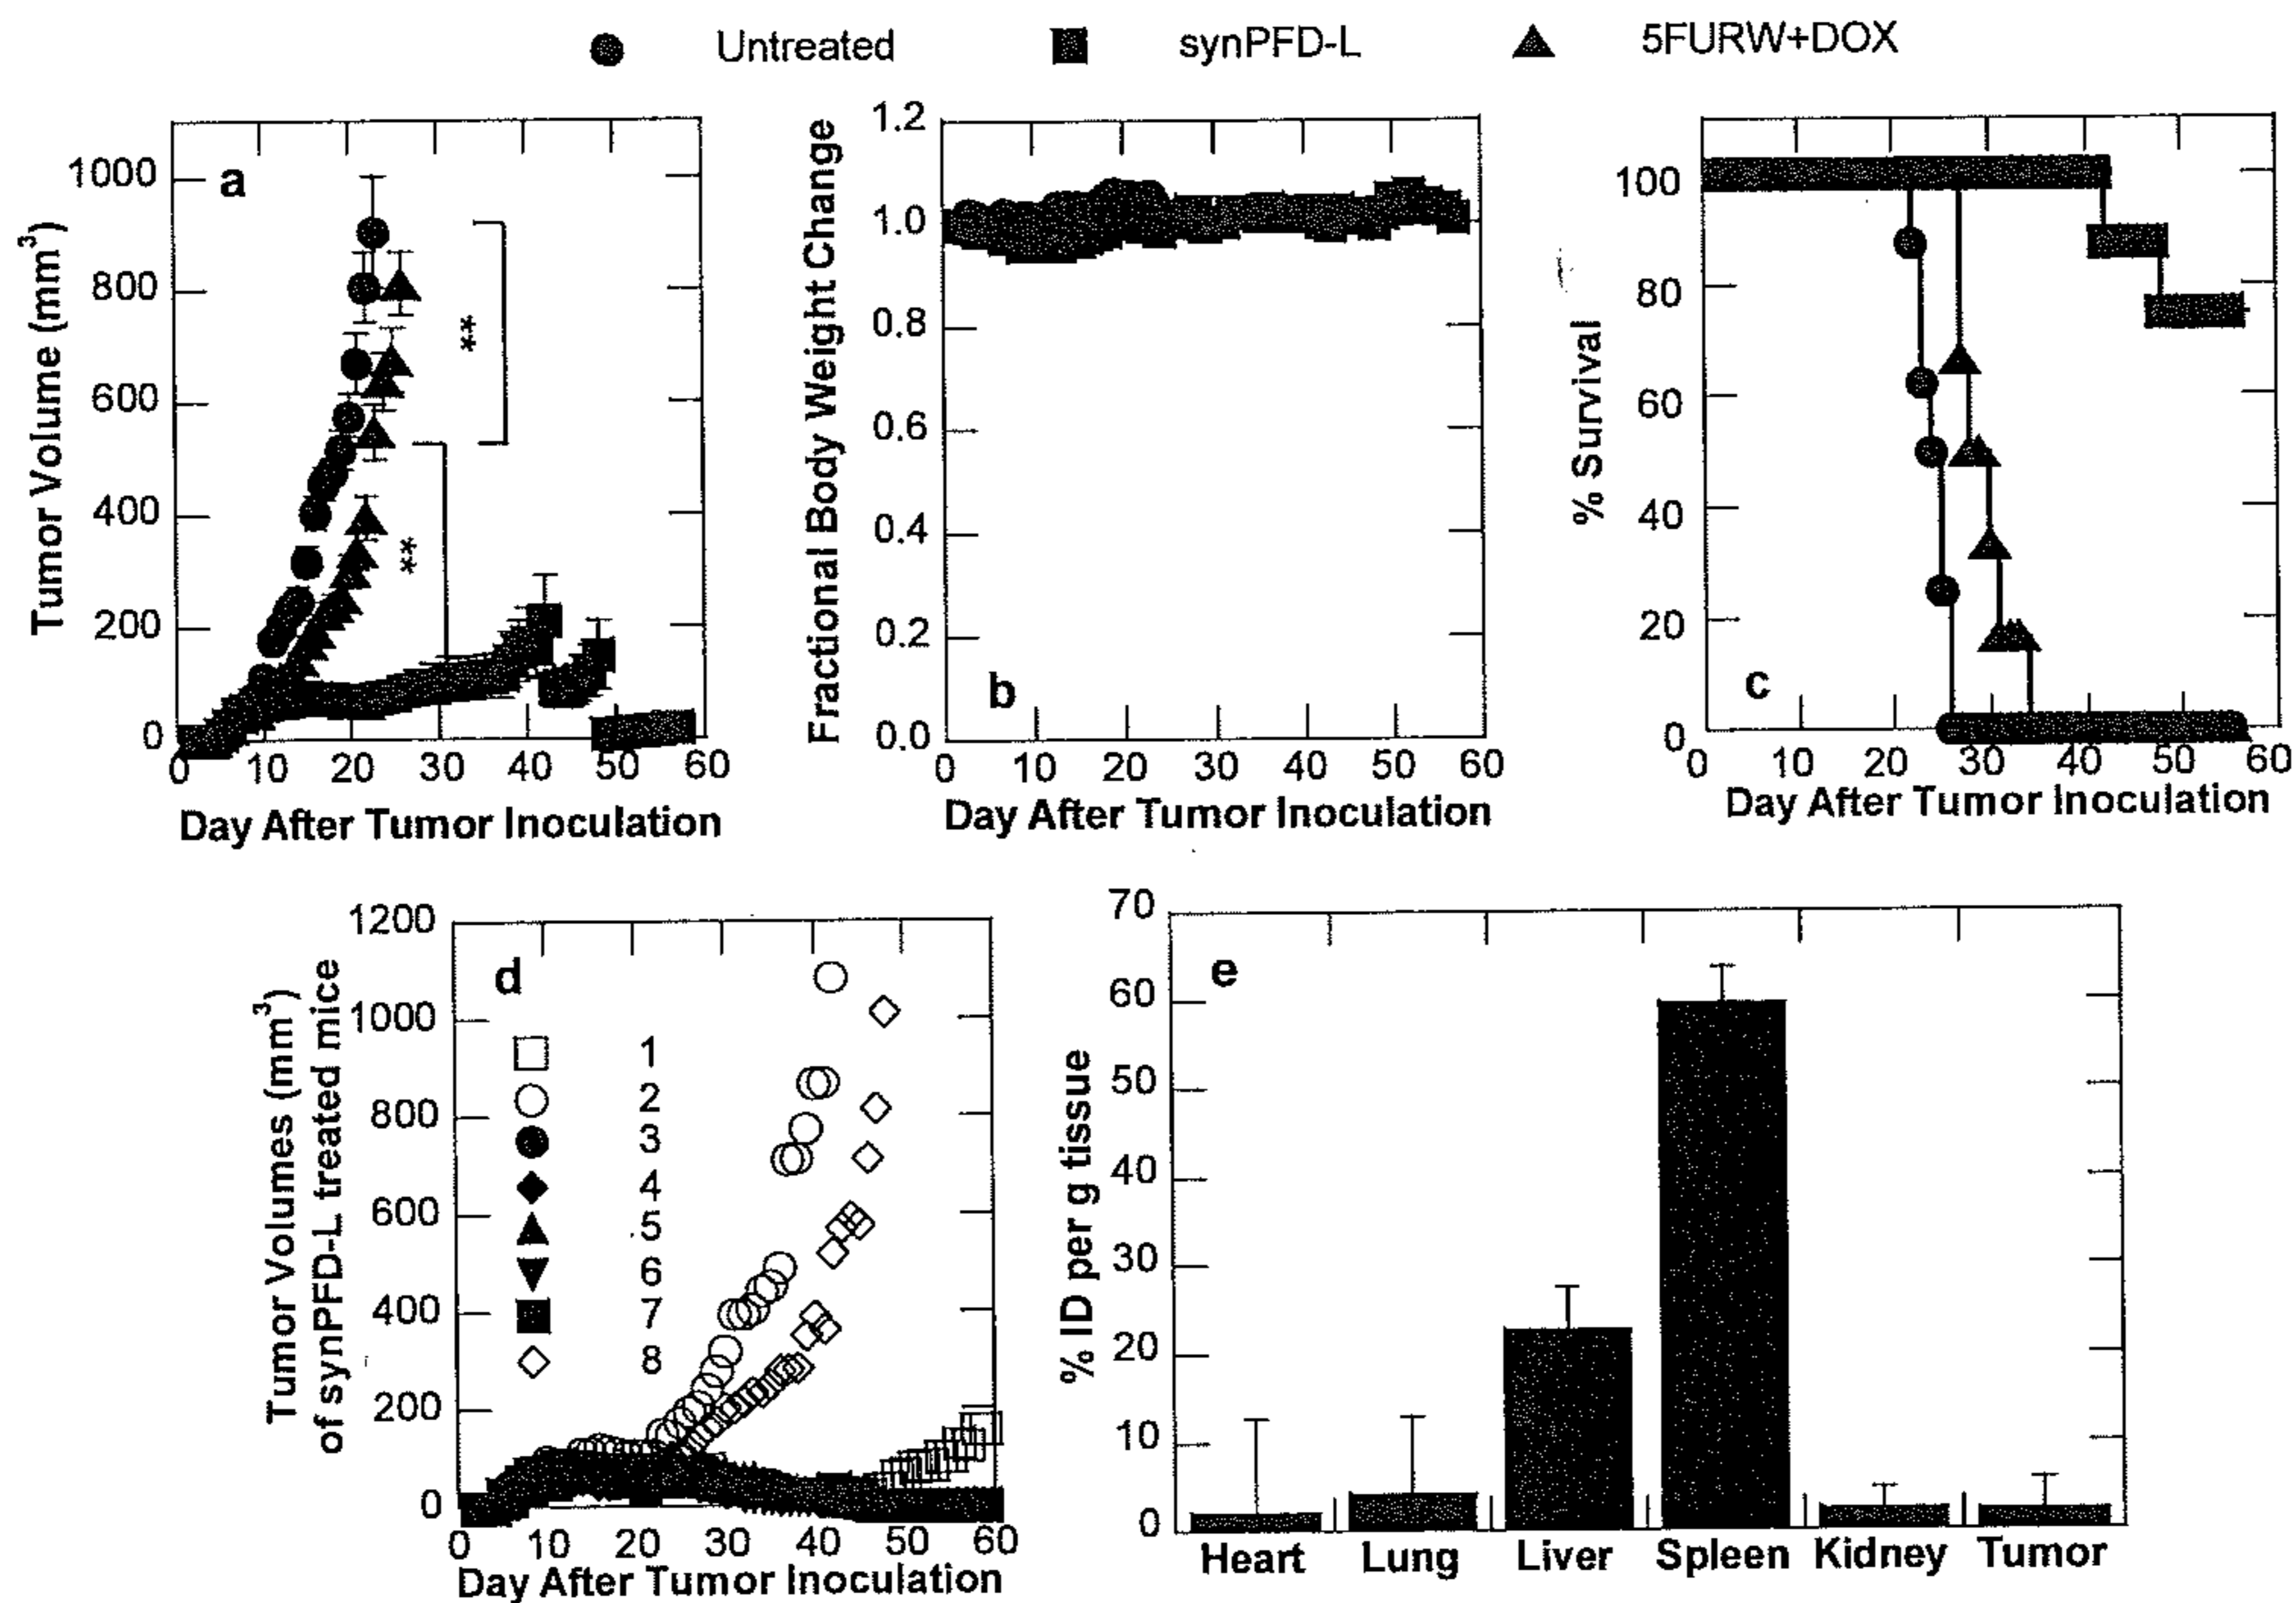 Untreated synPFD-L 5FURW+DOX
a
Tumor Volume (mm³)
1000
800
600
400
200
0
**
**
0 10 20 30 40 50 60
Day After Tumor Inoculation
b
Fractional Body Weight Change
1.2
1.0
0.8
0.6
0.4
0.2
0.0
0 10 20 30 40 50 60
Day After Tumor Inoculation
c
% Survival
100
80
60
40
20
0
0 10 20 30 40 50 60
Day After Tumor Inoculation
d
Tumor Volumes (mm³)
of synPFD-L treated mice
1200
1000
800
600
400
200
0
1
2
3
4
5
6
7
8
0 10 20 30 40 50 60
Day After Tumor Inoculation
e
% ID per g tissue
70
60
50
40
30
20
10
0
Heart Lung Liver Spleen Kidney Tumor